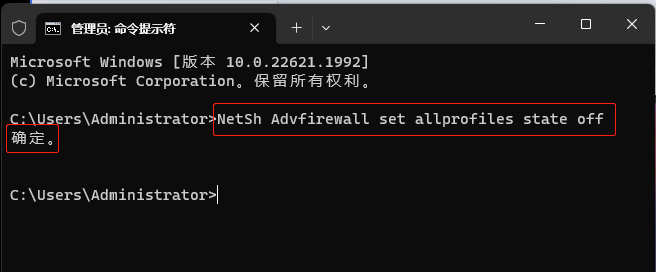 管理员: 命令提示符
Microsoft Windows [版本 10.0.22621.1992]
(c) Microsoft Corporation。保留所有权利。
C:\Users\Administrator>NetSh Advfirewall set allprofiles state off
确定。
C:\Users\Administrator>